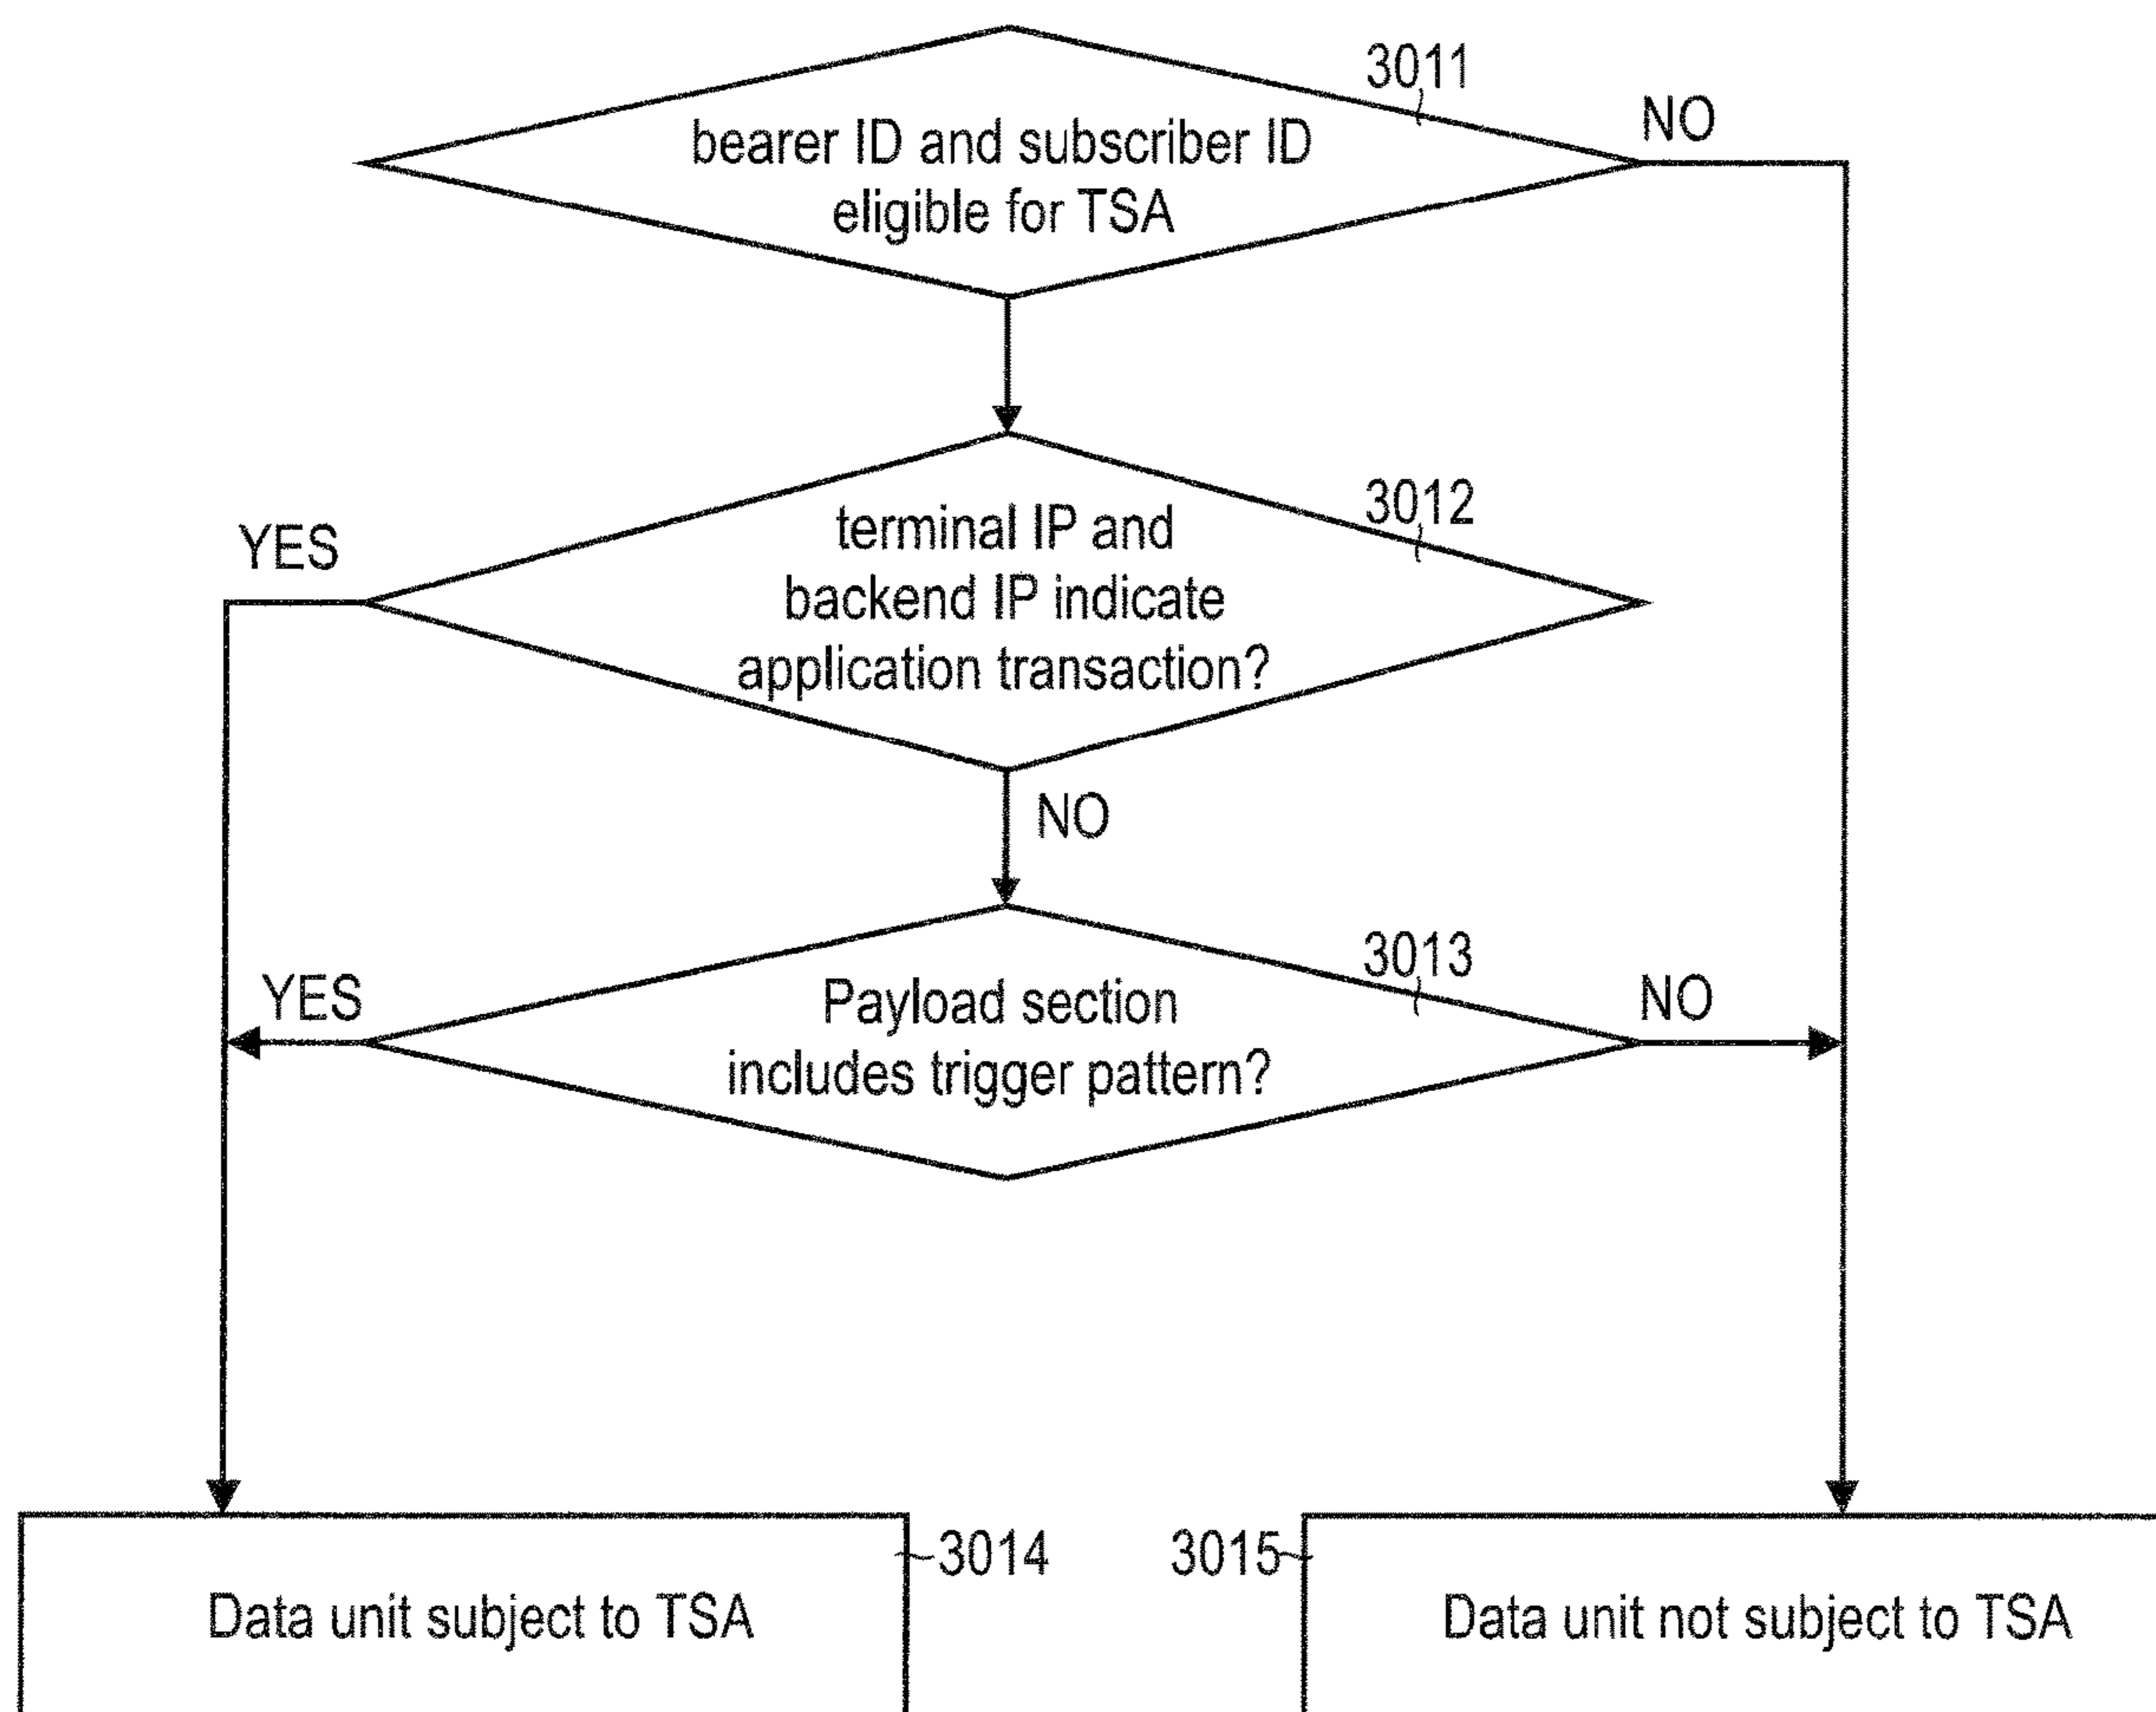 3011
NO
bearer ID and subscriber ID
eligible for TSA
3012
YES
terminal IP and
backend IP indicate
application transaction?
NO
3013
YES
NO
Payload section
includes trigger pattern?
3014
3015
Data unit subject to TSA
Data unit not subject to TSA